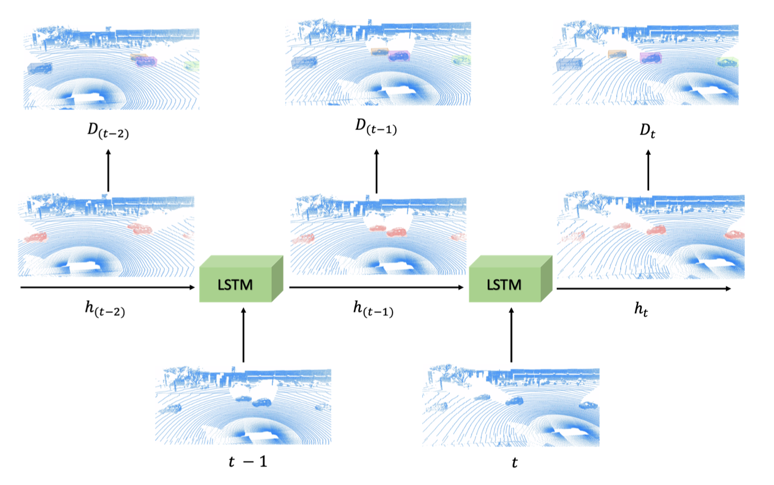 D(t−2)
D(t−1)
Dt
LSTM
LSTM
h(t−2)
h(t−1)
ht
t − 1
t